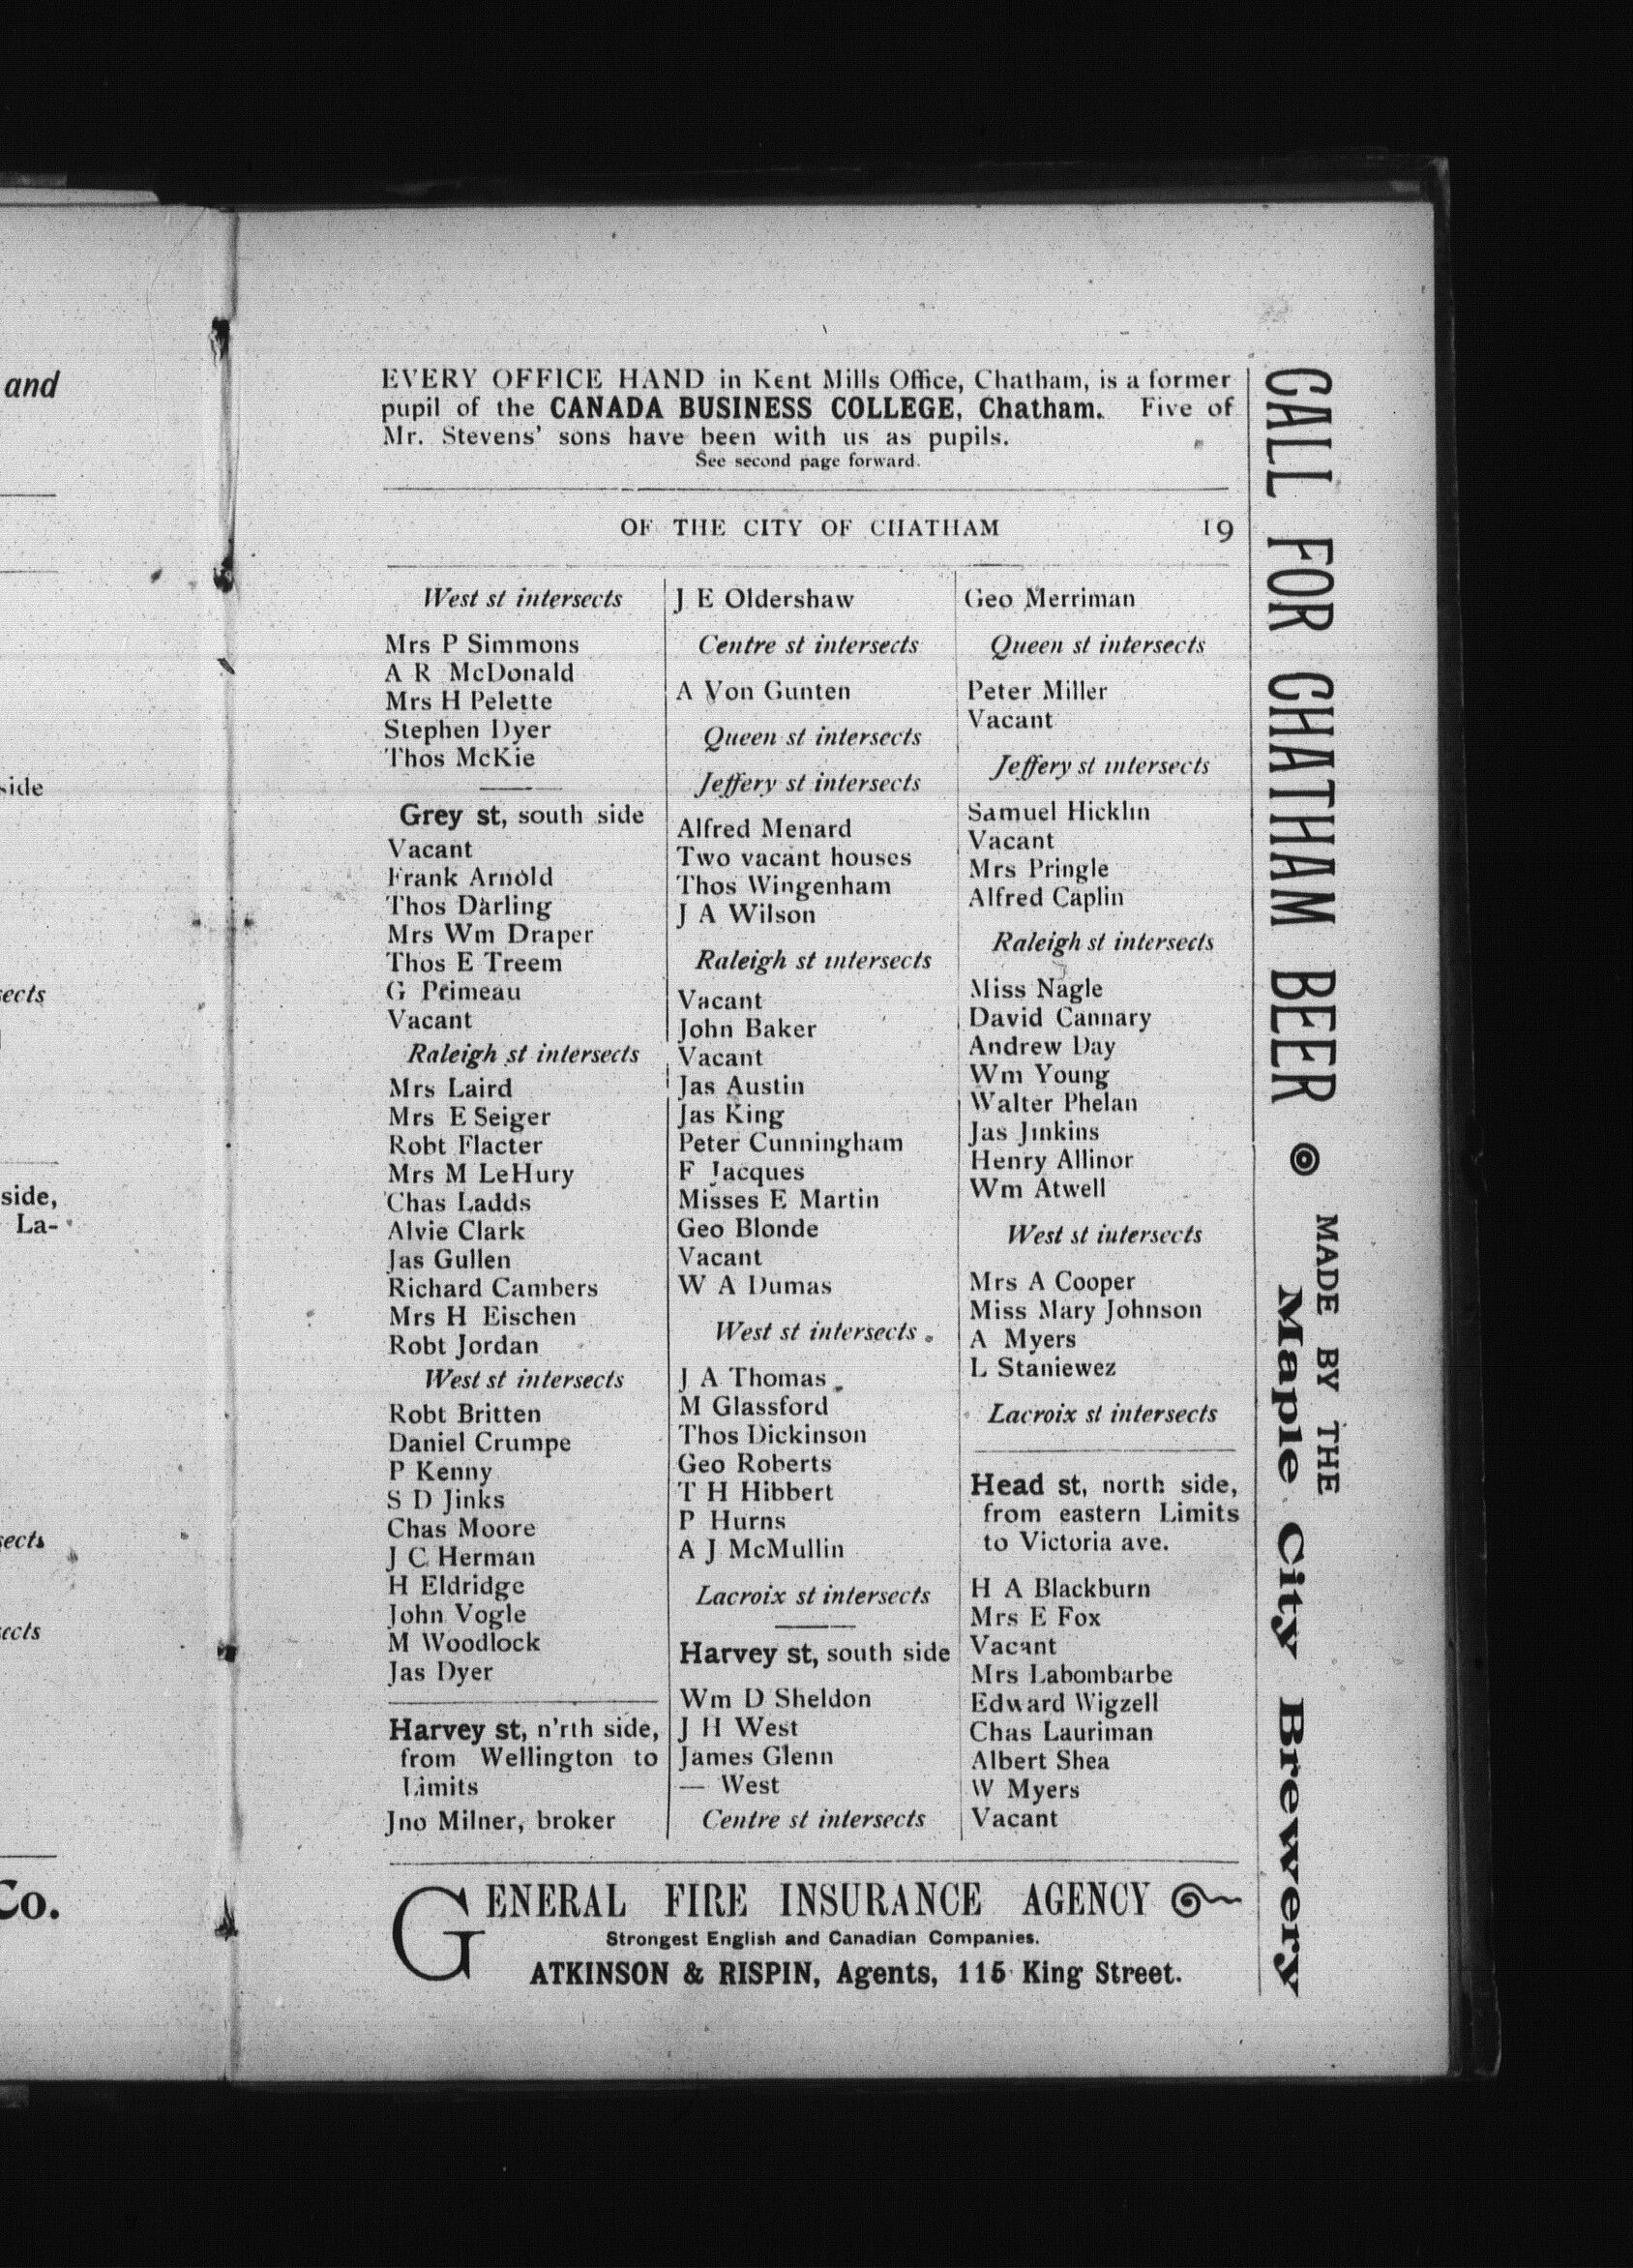 and
side
ects
side,
La-
ects
ects
Co.
EVERY OFFICE HAND in Kent Mills Office, Chatham, is a former
pupil of the CANADA BUSINESS COLLEGE, Chatham. Five of
Mr. Stevens' sons have been with us as pupils.
See second page forward.
OF THE CITY OF CHATHAM 19
West st intersects
Mrs P Simmons
A R McDonald
Mrs H Pelette
Stephen Dyer
Thos McKie
Grey st, south side
Vacant
Frank Arnold
Thos Darling
Mrs Wm Draper
Thos E Treem
G Primeau
Vacant
Raleigh st intersects
Mrs Laird
Mrs E Seiger
Robt Flacter
Mrs M LeHury
Chas Ladds
Alvie Clark
Jas Gullen
Richard Cambers
Mrs H Eischen
Robt Jordan
West st intersects
Robt Britten
Daniel Crumpe
P Kenny
S D Jinks
Chas Moore
J C Herman
H Eldridge
John Vogle
M Woodlock
Jas Dyer
Harvey st, n'rth side,
from Wellington to
Limits
Jno Milner, broker
J E Oldershaw
Centre st intersects
A Von Gunten
Queen st intersects
Jeffery st intersects
Alfred Menard
Two vacant houses
Thos Wingenham
J A Wilson
Raleigh st intersects
Vacant
John Baker
Vacant
Jas Austin
Jas King
Peter Cunningham
F Jacques
Misses E Martin
Geo Blonde
Vacant
W A Dumas
West st intersects
J A Thomas
M Glassford
Thos Dickinson
Geo Roberts
T H Hibbert
P Hurns
A J McMullin
Lacroix st intersects
Harvey st, south side
Wm D Sheldon
J H West
James Glenn
— West
Centre st intersects
Geo Merriman
Queen st intersects
Peter Miller
Vacant
Jeffery st intersects
Samuel Hicklin
Vacant
Mrs Pringle
Alfred Caplin
Raleigh st intersects
Miss Nagle
David Cannary
Andrew Day
Wm Young
Walter Phelan
Jas Jinkins
Henry Allinor
Wm Atwell
West st intersects
Mrs A Cooper
Miss Mary Johnson
A Myers
L Staniewez
Lacroix st intersects
Head st, north side,
from eastern Limits
to Victoria ave.
H A Blackburn
Mrs E Fox
Vacant
Mrs Labombarbe
Edward Wigzell
Chas Lauriman
Albert Shea
W Myers
Vacant
GENERAL FIRE INSURANCE AGENCY
Strongest English and Canadian Companies.
ATKINSON & RISPIN, Agents, 115 King Street.
CALL FOR CHATHAM BEER
MADE BY THE
Maple City Brewery